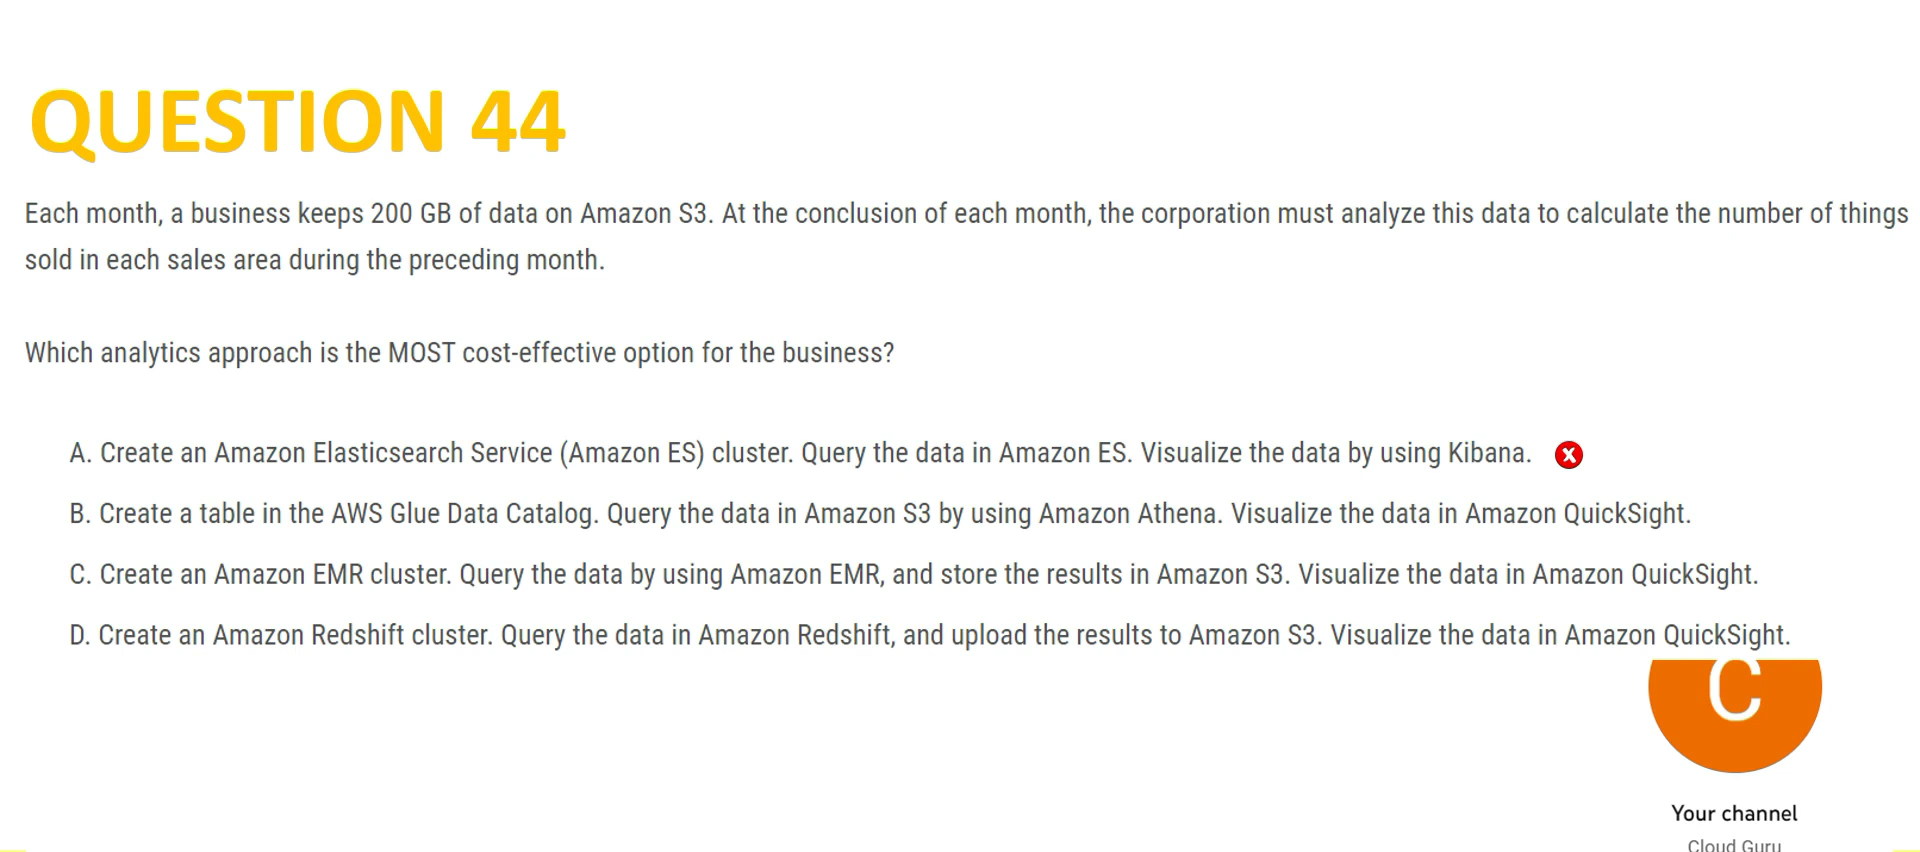 QUESTION 44
Each month, a business keeps 200 GB of data on Amazon S3. At the conclusion of each month, the corporation must analyze this data to calculate the number of things
sold in each sales area during the preceding month.
Which analytics approach is the MOST cost-effective option for the business?
A. Create an Amazon Elasticsearch Service (Amazon ES) cluster. Query the data in Amazon ES. Visualize the data by using Kibana.
B. Create a table in the AWS Glue Data Catalog. Query the data in Amazon S3 by using Amazon Athena. Visualize the data in Amazon QuickSight.
C. Create an Amazon EMR cluster. Query the data by using Amazon EMR, and store the results in Amazon S3. Visualize the data in Amazon QuickSight.
D. Create an Amazon Redshift cluster. Query the data in Amazon Redshift, and upload the results to Amazon S3. Visualize the data in Amazon QuickSight.
C
Your channel
Cloud Guru